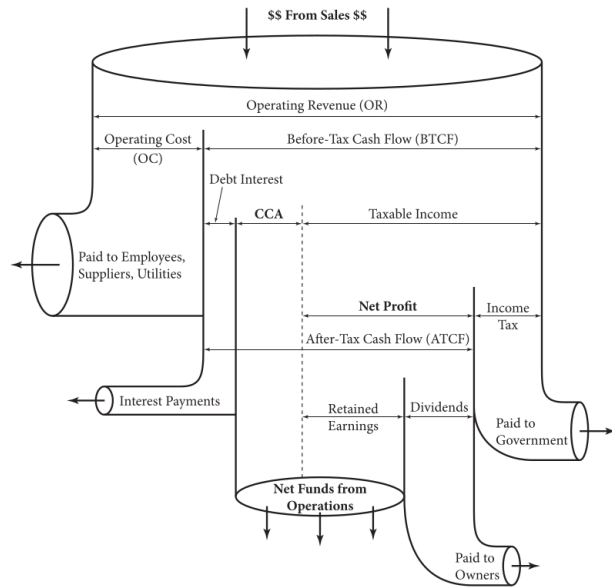 $$ From Sales $$
Operating Revenue (OR)
Operating Cost
(OC)
Before-Tax Cash Flow (BTCF)
Debt Interest
CCA
Taxable Income
Paid to Employees,
Suppliers, Utilities
Net Profit
Income
Tax
After-Tax Cash Flow (ATCF)
Interest Payments
Retained
Earnings
Dividends
Paid to
Government
Net Funds from
Operations
Paid to
Owners